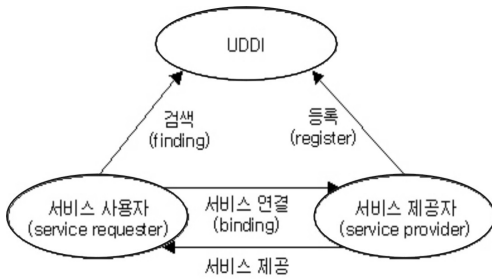 UDDI
검색
(finding)
등록
(register)
서비스 사용자
(service requester)
서비스 연결
(binding)
서비스 제공자
(service provider)
서비스 제공